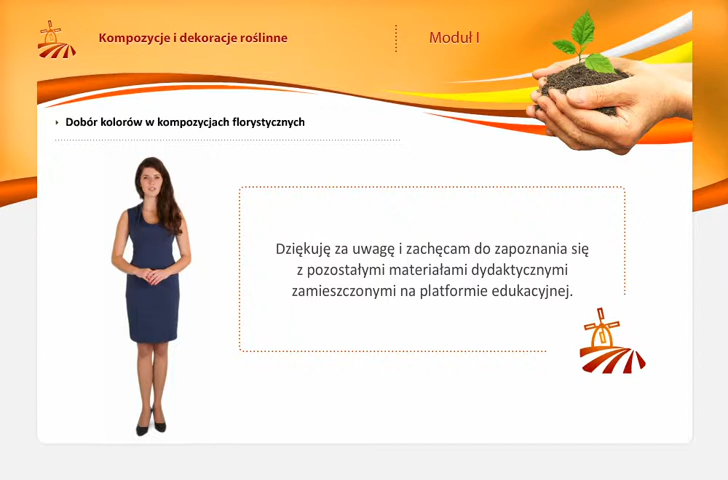 Kompozycje i dekoracje roślinne
Moduł I
Dobór kolorów w kompozycjach florystycznych
Dziękuję za uwagę i zachęcam do zapoznania się
z pozostałymi materiałami dydaktycznymi
zamieszczonymi na platformie edukacyjnej.